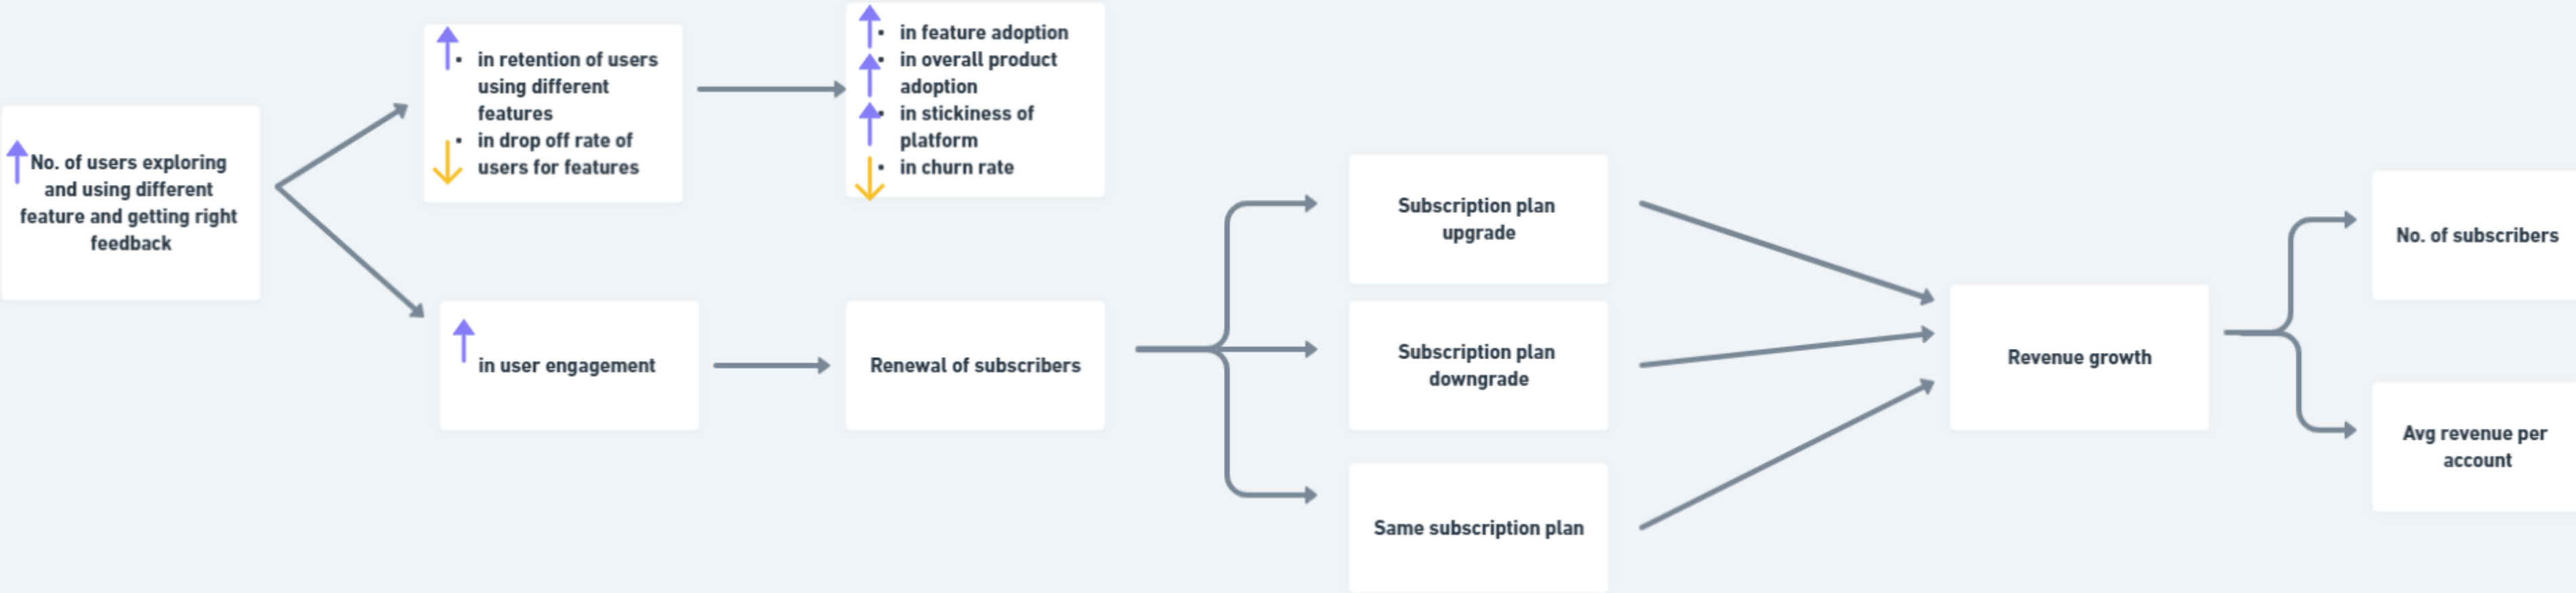 No. of users exploring
and using different
feature and getting right
feedback
• in retention of users
using different
features
• in drop off rate of
users for features
• in feature adoption
• in overall product
adoption
• in stickiness of
platform
• in churn rate
in user engagement
Renewal of subscribers
Subscription plan
upgrade
Subscription plan
downgrade
Same subscription plan
Revenue growth
No. of subscribers
Avg revenue per
account